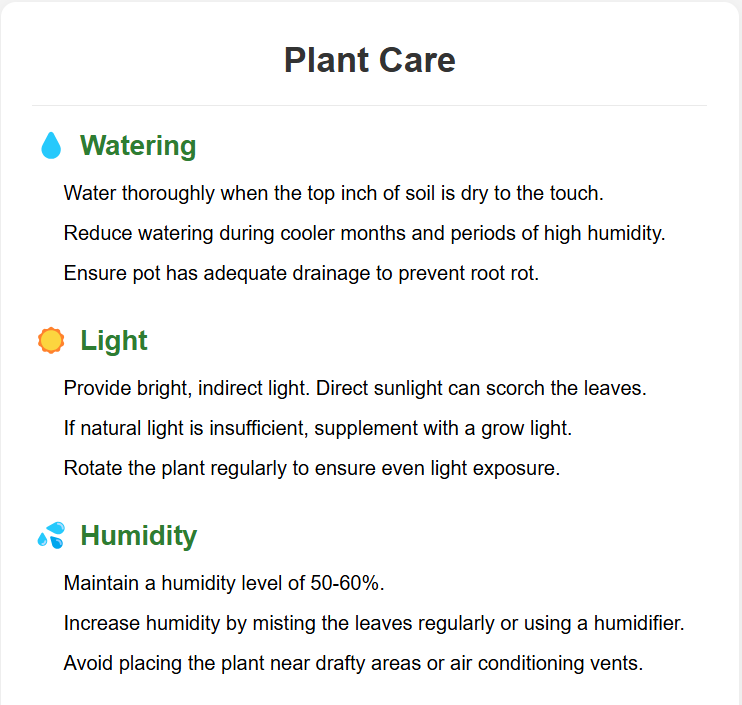 Plant Care
Watering
Water thoroughly when the top inch of soil is dry to the touch.
Reduce watering during cooler months and periods of high humidity.
Ensure pot has adequate drainage to prevent root rot.
Light
Provide bright, indirect light. Direct sunlight can scorch the leaves.
If natural light is insufficient, supplement with a grow light.
Rotate the plant regularly to ensure even light exposure.
Humidity
Maintain a humidity level of 50-60%.
Increase humidity by misting the leaves regularly or using a humidifier.
Avoid placing the plant near drafty areas or air conditioning vents.